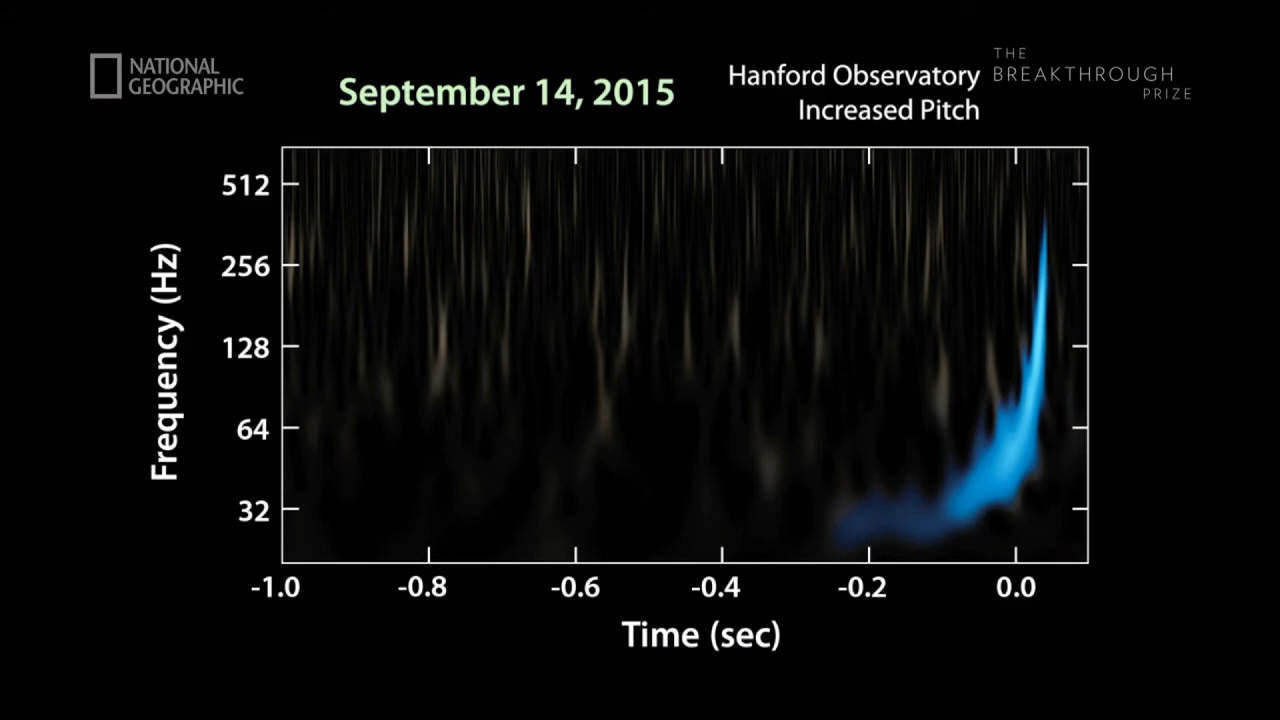 NATIONAL
GEOGRAPHIC
September 14, 2015
Hanford Observatory
Increased Pitch
THE
BREAKTHROUGH
PRIZE
Frequency (Hz)
512
256
128
64
32
-1.0 -0.8 -0.6 -0.4 -0.2 0.0
Time (sec)